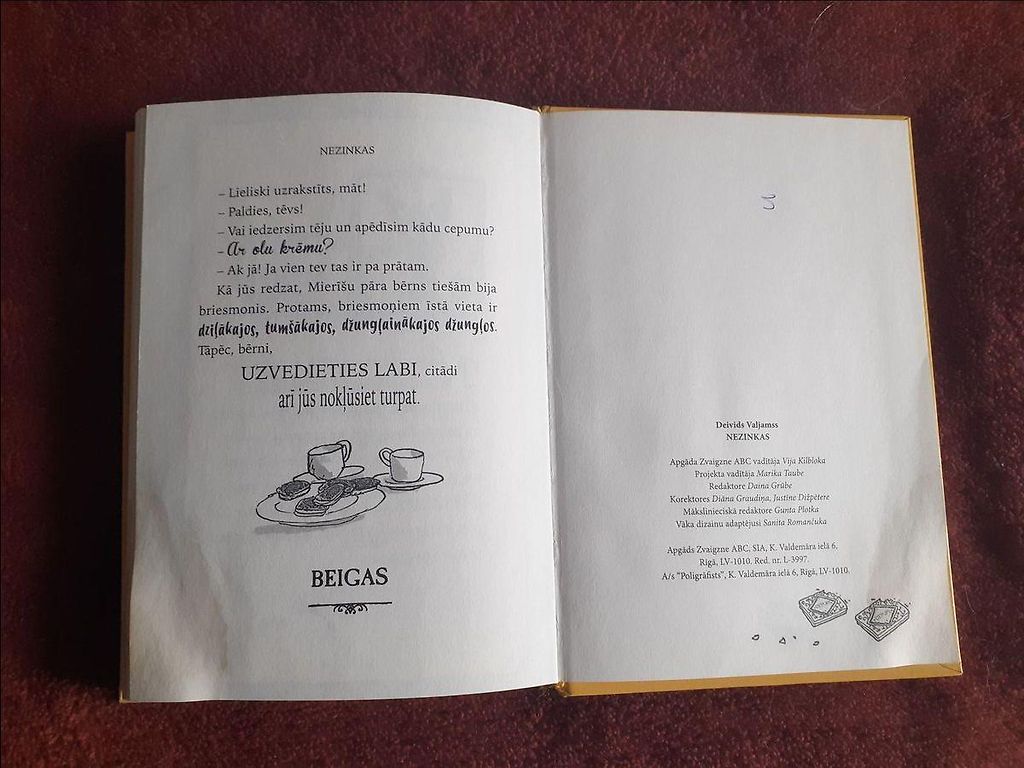 NEZINKAS
– Lieliski uzrakstīts, māt!
– Paldies, tēvs!
– Vai iedzersim tēju un apēdīsim kādu cepumu?
– Ar olu krēmu?
– Ak jā! Ja vien tev tas ir pa prātam.
Kā jūs redzat, Mierīšu pāra bērns tiešām bija
briesmonis. Protams, briesmoņiem īstā vieta ir
dziļākajos, tumšākajos, džungļainākajos džungļos.
Tāpēc, bērni,
UZVEDIETIES LABI, citādi
arī jūs nokļūsiet turpat.
BEIGAS
Deivids Valjamss
NEZINKAS
Apgāda Zvaigzne ABC vadītāja Vija Kilbloka
Projekta vadītāja Marika Taube
Redaktore Daina Grūbe
Korektores Diāna Graudiņa, Justīne Dižpētere
Mākslinieciskā redaktore Gunta Plotka
Vāka dizainu adaptējusi Sanita Romančuka
Apgāds Zvaigzne ABC, SIA, K. Valdemāra ielā 6,
Rīgā, LV-1010. Red. nr. L-3997.
A/s "Poligrāfists", K. Valdemāra ielā 6, Rīgā, LV-1010.